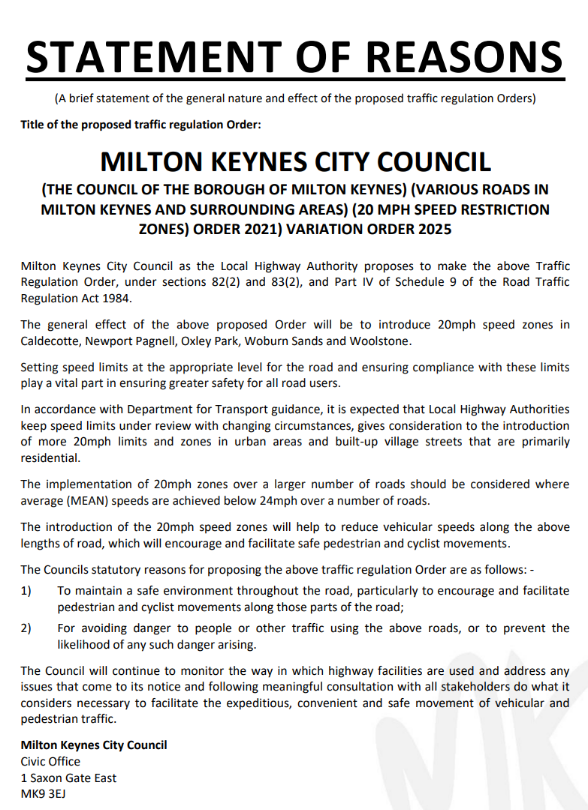 STATEMENT OF REASONS
(A brief statement of the general nature and effect of the proposed traffic regulation Orders)
Title of the proposed traffic regulation Order:
MILTON KEYNES CITY COUNCIL
(THE COUNCIL OF THE BOROUGH OF MILTON KEYNES) (VARIOUS ROADS IN
MILTON KEYNES AND SURROUNDING AREAS) (20 MPH SPEED RESTRICTION
ZONES) ORDER 2021) VARIATION ORDER 2025
Milton Keynes City Council as the Local Highway Authority proposes to make the above Traffic
Regulation Order, under sections 82(2) and 83(2), and Part IV of Schedule 9 of the Road Traffic
Regulation Act 1984.
The general effect of the above proposed Order will be to introduce 20mph speed zones in
Caldecotte, Newport Pagnell, Oxley Park, Woburn Sands and Woolstone.
Setting speed limits at the appropriate level for the road and ensuring compliance with these limits
play a vital part in ensuring greater safety for all road users.
In accordance with Department for Transport guidance, it is expected that Local Highway Authorities
keep speed limits under review with changing circumstances, gives consideration to the introduction
of more 20mph limits and zones in urban areas and built-up village streets that are primarily
residential.
The implementation of 20mph zones over a larger number of roads should be considered where
average (MEAN) speeds are achieved below 24mph over a number of roads.
The introduction of the 20mph speed zones will help to reduce vehicular speeds along the above
lengths of road, which will encourage and facilitate safe pedestrian and cyclist movements.
The Councils statutory reasons for proposing the above traffic regulation Order are as follows: -
1) To maintain a safe environment throughout the road, particularly to encourage and facilitate
pedestrian and cyclist movements along those parts of the road;
2) For avoiding danger to people or other traffic using the above roads, or to prevent the
likelihood of any such danger arising.
The Council will continue to monitor the way in which highway facilities are used and address any
issues that come to its notice and following meaningful consultation with all stakeholders do what it
considers necessary to facilitate the expeditious, convenient and safe movement of vehicular and
pedestrian traffic.
Milton Keynes City Council
Civic Office
1 Saxon Gate East
MK9 3EJ
MK